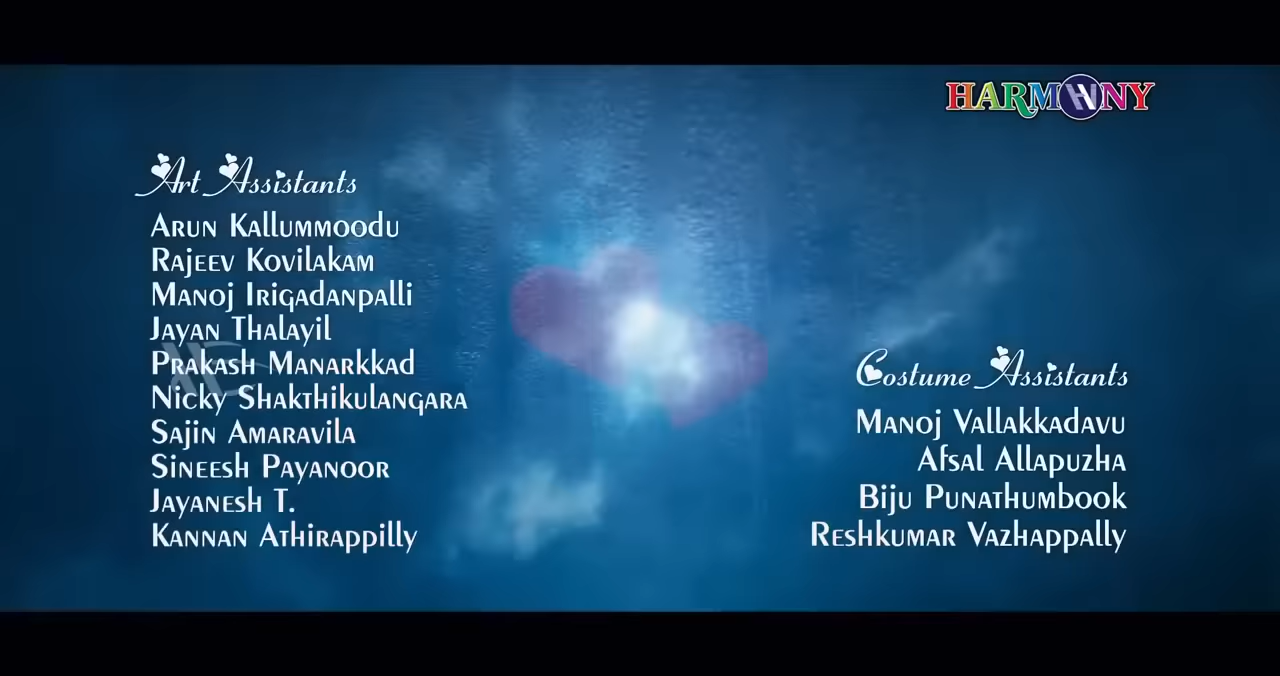 HARMONY
Art Assistants
Arun Kallummoodu
Rajeev Kovilakam
Manoj Irigadanpalli
Jayan Thalayil
Prakash Manarkkad
Nicky Shakthikulangara
Sajin Amaravila
Sineesh Payanoor
Jayanesh T.
Kannan Athirappilly
Costume Assistants
Manoj Vallakkadavu
Afsal Allapuzha
Biju Punathumbook
Reshkumar Vazhappally